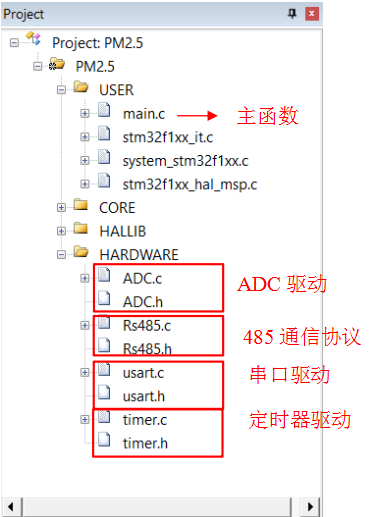 Project
Project: PM2.5
PM2.5
USER
main.c 主函数
stm32f1xx_it.c
system_stm32f1xx.c
stm32f1xx_hal_msp.c
CORE
HALLIB
HARDWARE
ADC.c
ADC.h
ADC 驱动
Rs485.c
Rs485.h
485 通信协议
usart.c
usart.h
串口驱动
timer.c
timer.h
定时器驱动